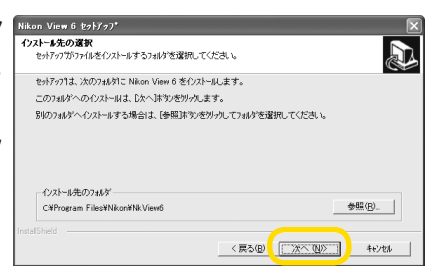 Nikon View 6 ｾｯﾄｱｯﾌﾟ
ｲﾝｽﾄｰﾙ先の選択
ｾｯﾄｱｯﾌﾟがﾌｧｲﾙをｲﾝｽﾄｰﾙするﾌｫﾙﾀﾞを選択してください。
ｾｯﾄｱｯﾌﾟは、次のﾌｫﾙﾀﾞに Nikon View 6 をｲﾝｽﾄｰﾙします。
このﾌｫﾙﾀﾞへのｲﾝｽﾄｰﾙは、[次へ]ﾎﾞﾀﾝをｸﾘｯｸします。
別のﾌｫﾙﾀﾞへｲﾝｽﾄｰﾙする場合は、[参照]ﾎﾞﾀﾝをｸﾘｯｸしてﾌｫﾙﾀﾞを選択してください。
ｲﾝｽﾄｰﾙ先のﾌｫﾙﾀﾞ
C:¥Program Files¥Nikon¥NkView6
参照(R)...
InstallShield
< 戻る(B)
次へ(N)>
ｷｬﾝｾﾙ